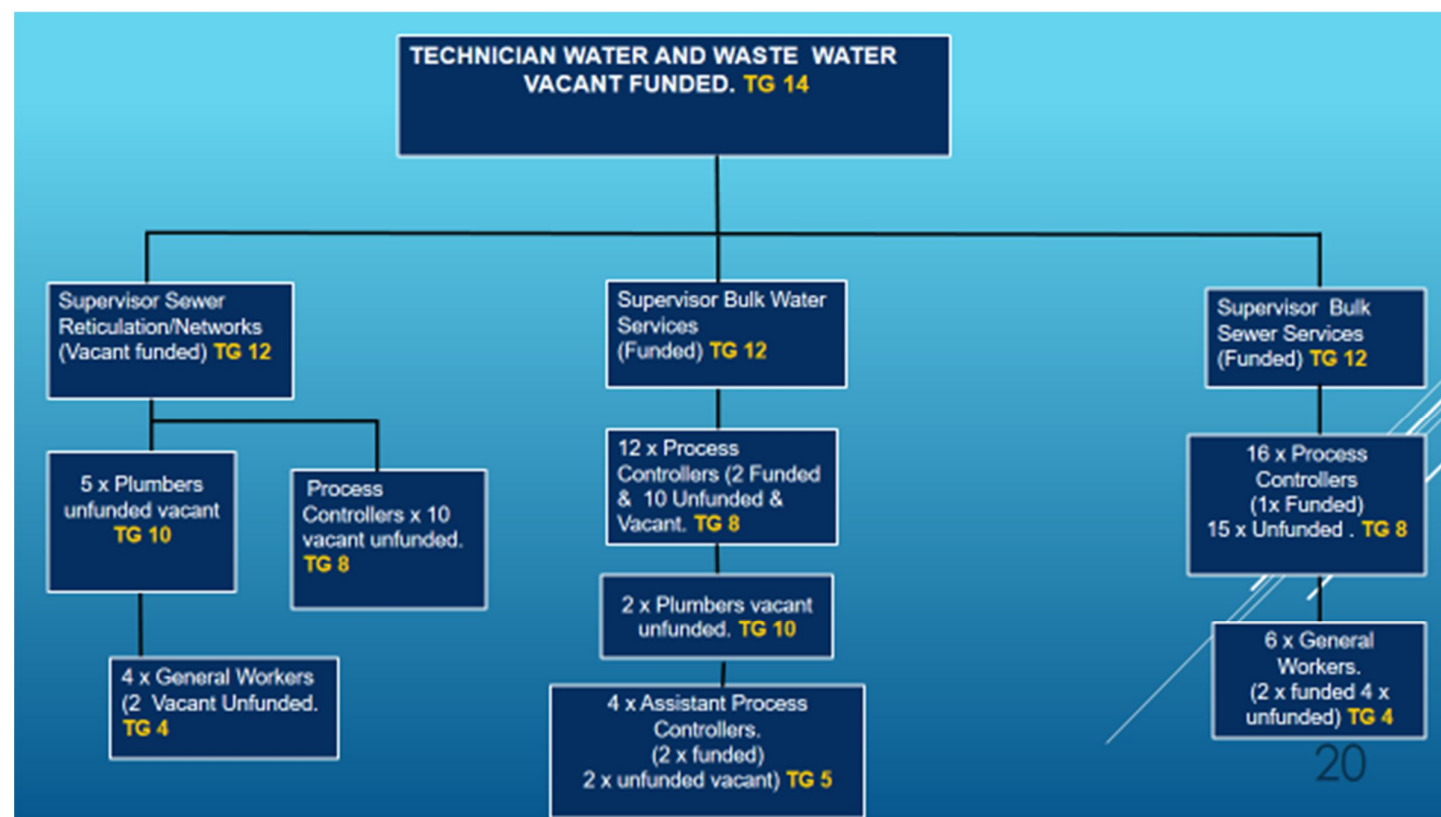 TECHNICIAN WATER AND WASTE WATER
VACANT FUNDED. TG 14
Supervisor Sewer
Reticulation/Networks
(Vacant funded) TG 12
Supervisor Bulk Water
Services
(Funded) TG 12
Supervisor Bulk
Sewer Services
(Funded) TG 12
5 x Plumbers
unfunded vacant
TG 10
Process
Controllers x 10
vacant unfunded.
TG 8
12 x Process
Controllers (2 Funded
& 10 Unfunded &
Vacant. TG 8
16 x Process
Controllers
(1x Funded)
15 x Unfunded . TG 8
2 x Plumbers vacant
unfunded. TG 10
4 x General Workers
(2 Vacant Unfunded.
TG 4
4 x Assistant Process
Controllers.
(2 x funded)
2 x unfunded vacant) TG 5
6 x General
Workers.
(2 x funded 4 x
unfunded) TG 4
20